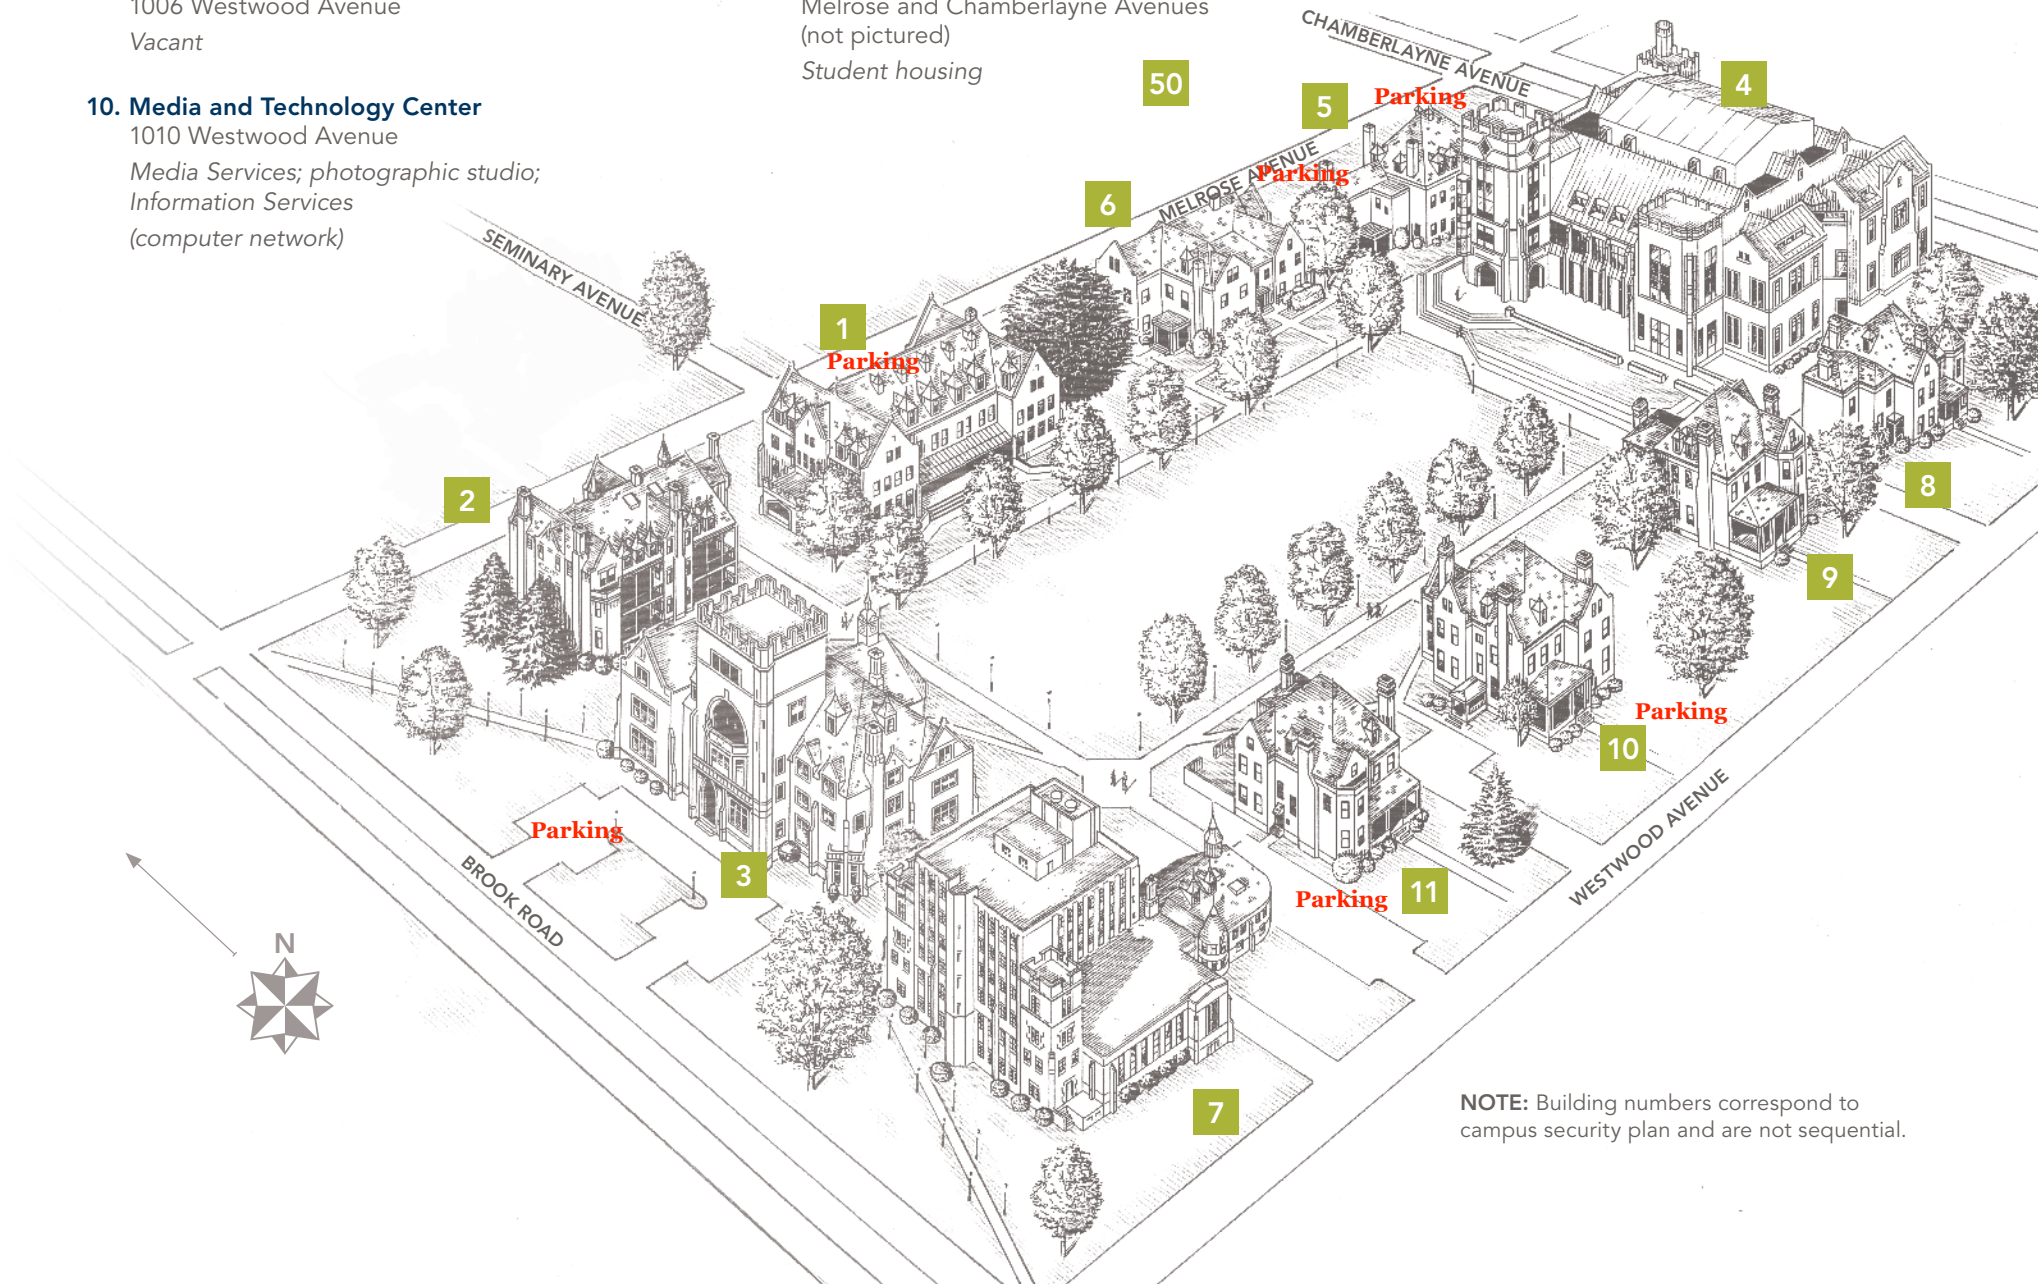 1006 Westwood Avenue
Vacant
10. Media and Technology Center
1010 Westwood Avenue
Media Services; photographic studio;
Information Services
(computer network)
Melrose and Chamberlayne Avenues
(not pictured)
Student housing
50
CHAMBERLAYNE AVENUE
4
5
Parking
Parking
MELROSE AVENUE
6
SEMINARY AVENUE
1
Parking
2
8
9
Parking
10
WESTWOOD AVENUE
Parking
3
BROOK ROAD
Parking
11
N
7
NOTE: Building numbers correspond to
campus security plan and are not sequential.